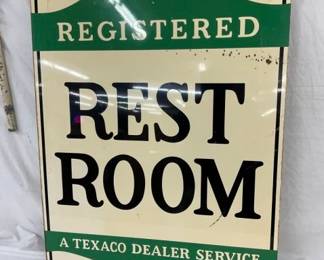 REGISTERED
REST
ROOM
A TEXACO DEALER SERVICE